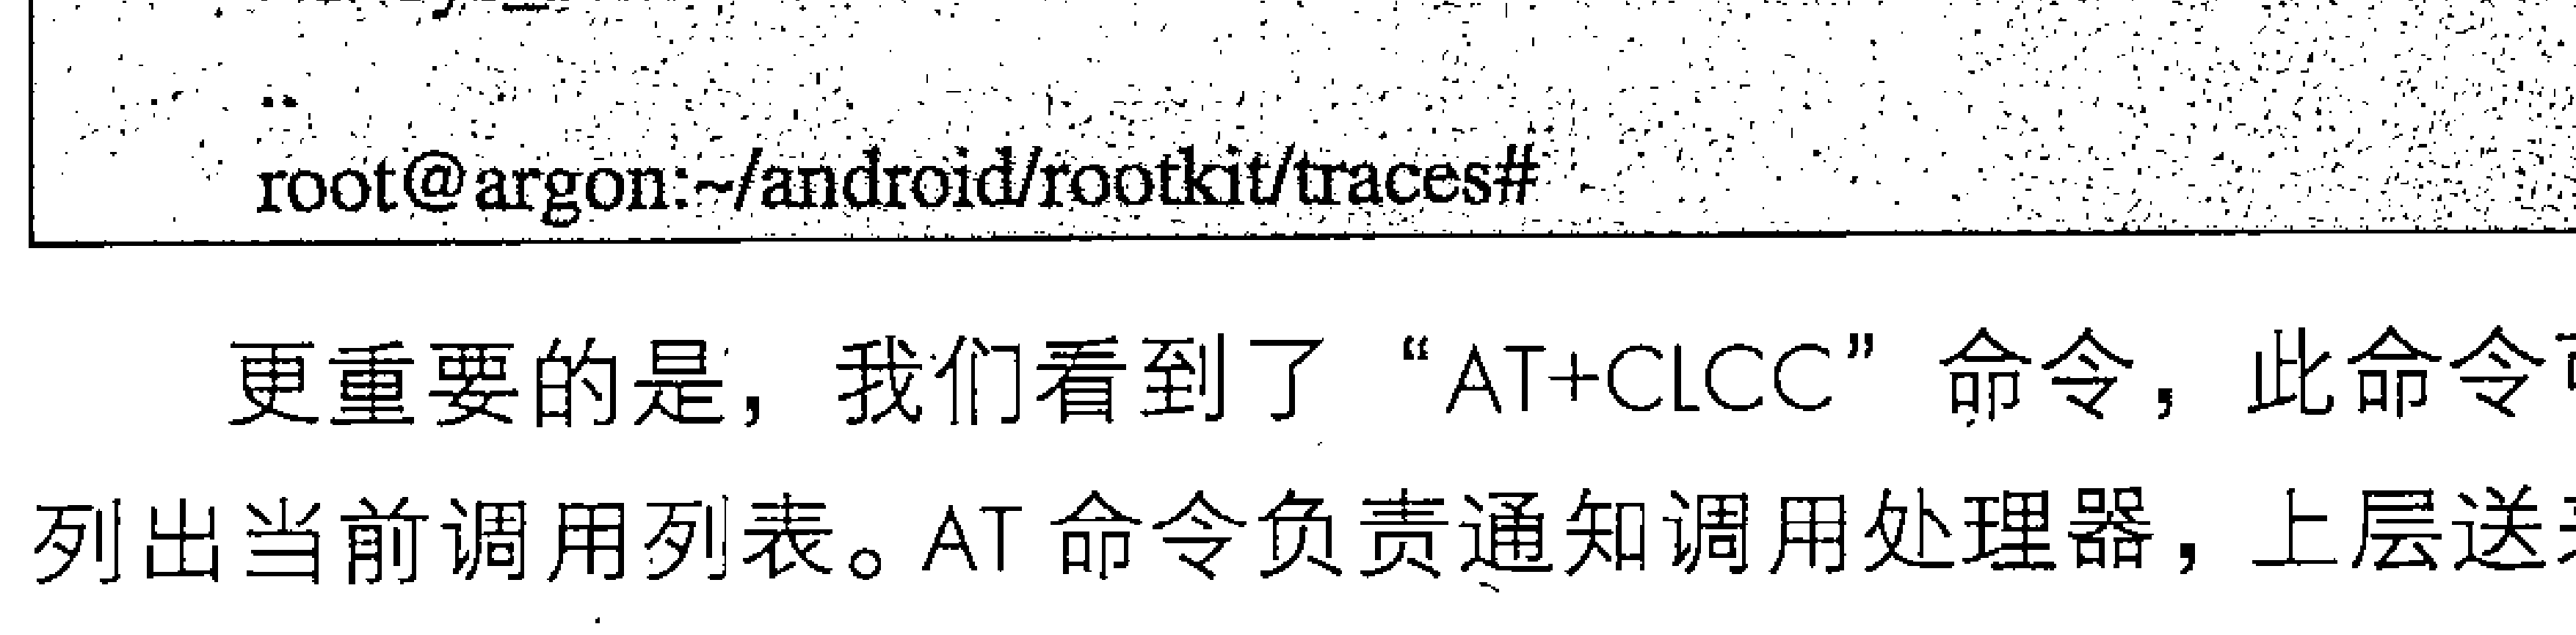 ..
root@argon:~/android/rootkit/traces#
更重要的是，我们看到了“AT+CLCC”命令，此命令
列出当前调用列表。AT 命令负责通知调用处理器，上层送